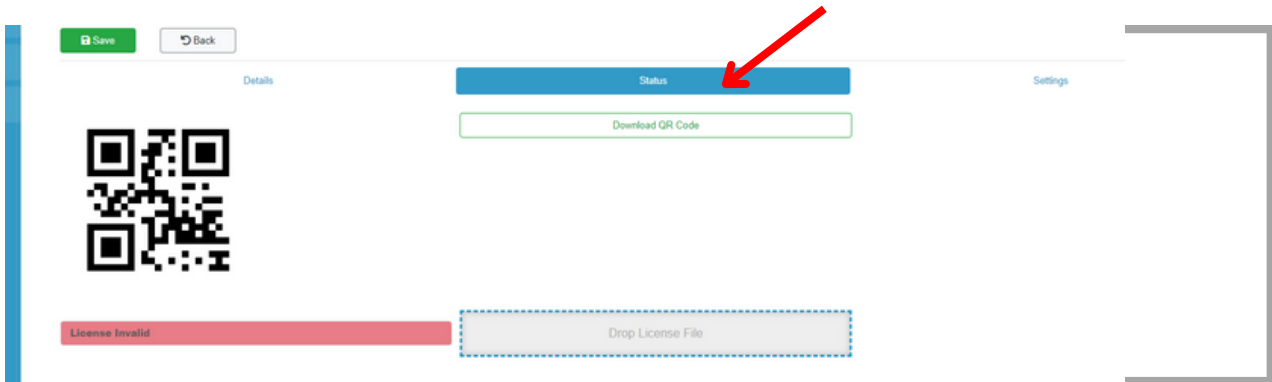 Save Back
Details Status Settings
Download QR Code
License Invalid Drop License File